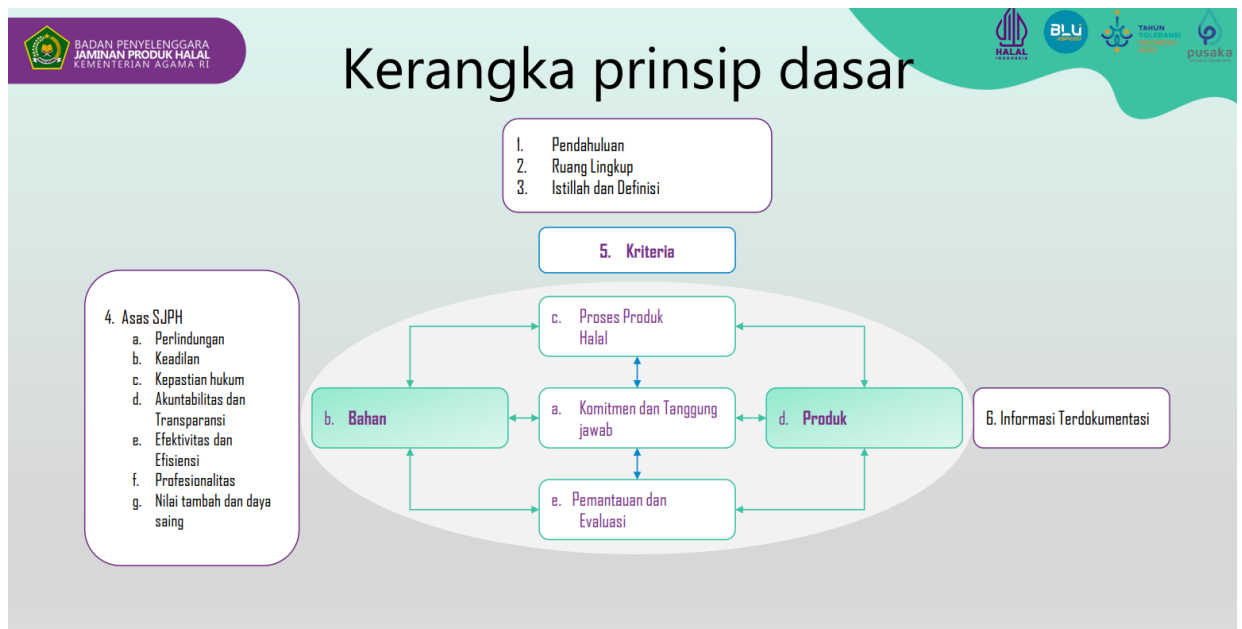 BADAN PENYELENGGARA
JAMINAN PRODUK HALAL
KEMENTERIAN AGAMA RI
HALAL
INDONESIA
BLU
TAHUN
TOLERANSI
pusaka
Kerangka prinsip dasar
1. Pendahuluan
2. Ruang Lingkup
3. Istillah dan Definisi
5. Kriteria
4. Asas SJPH
a. Perlindungan
b. Keadilan
c. Kepastian hukum
d. Akuntabilitas dan
Transparansi
e. Efektivitas dan
Efisiensi
f. Profesionalitas
g. Nilai tambah dan daya
saing
c. Proses Produk
Halal
b. Bahan
a. Komitmen dan Tanggung
jawab
d. Produk
e. Pemantauan dan
Evaluasi
6. Informasi Terdokumentasi